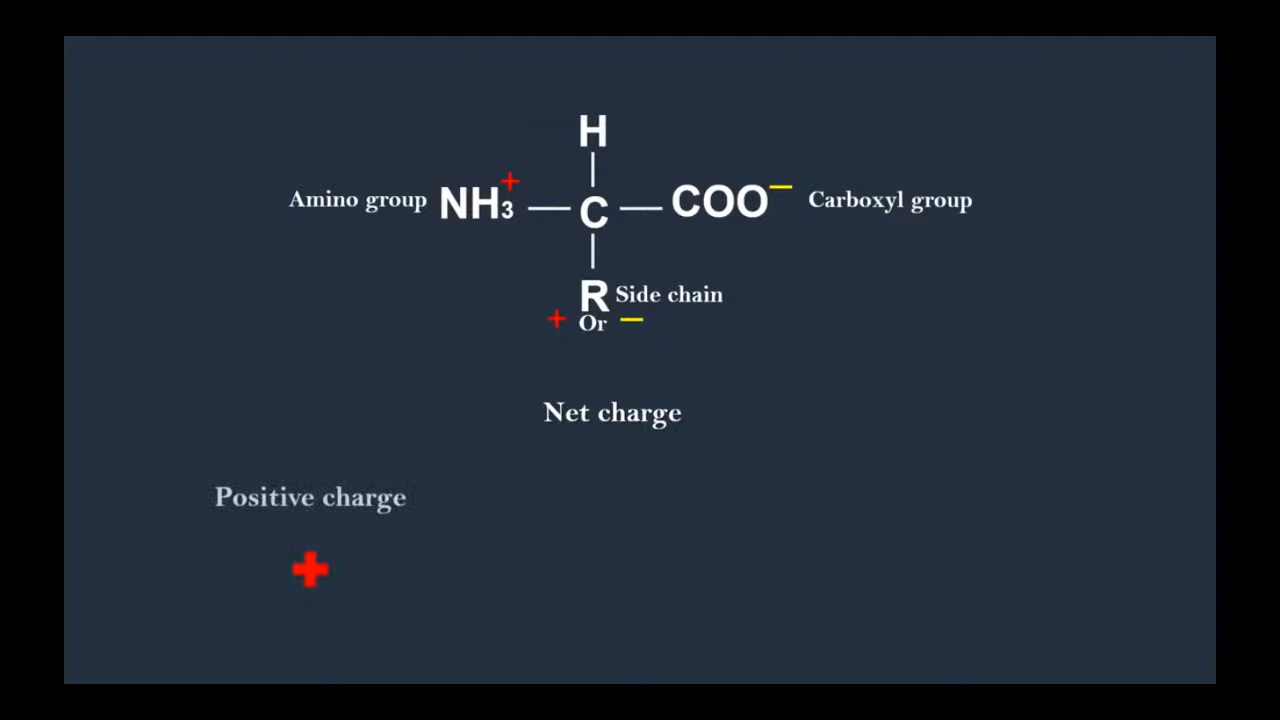 H
Amino group NH₃⁺ — C — COO⁻ Carboxyl group
R Side chain
+ Or −
Net charge
Positive charge
+